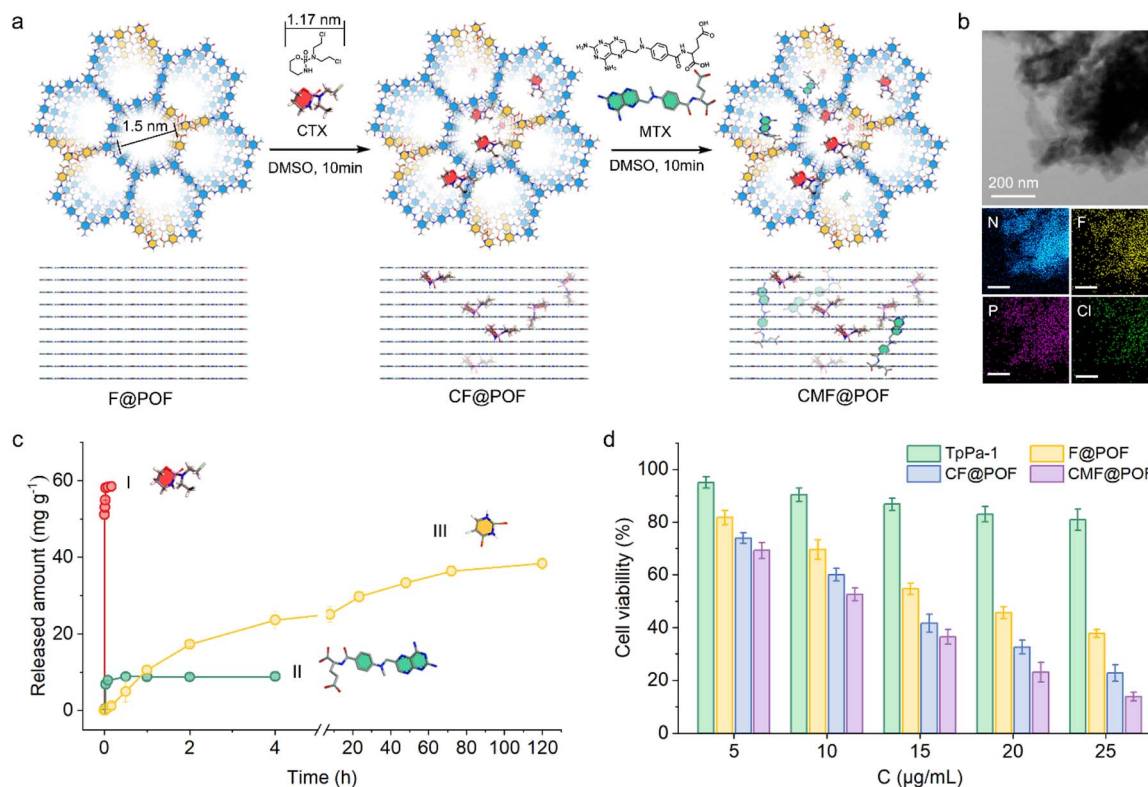 a
1.17 nm
1.5 nm
CTX
DMSO, 10min
MTX
DMSO, 10min
F@POF
CF@POF
CMF@POF
b
200 nm
N
F
P
Cl
c
Released amount (mg g⁻¹)
60
40
20
0
I
III
II
0
2
4
20
40
60
80
100
120
Time (h)
d
TpPa-1
F@POF
CF@POF
CMF@POF
Cell viabillity (%)
100
80
60
40
20
0
5
10
15
20
25
C (µg/mL)